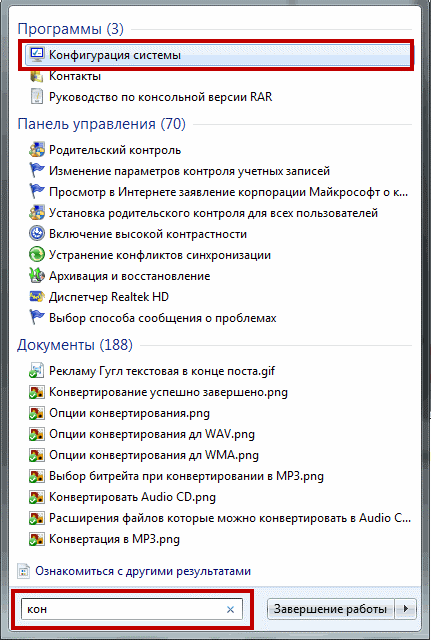 Программы (3)
Конфигурация системы
Контакты
Руководство по консольной версии RAR
Панель управления (70)
Родительский контроль
Изменение параметров контроля учетных записей
Просмотр в Интернете заявление корпорации Майкрософт о к...
Установка родительского контроля для всех пользователей
Включение высокой контрастности
Устранение конфликтов синхронизации
Архивация и восстановление
Диспетчер Realtek HD
Выбор способа сообщения о проблемах
Документы (188)
Рекламу Гугл текстовая в конце поста.gif
Конвертирование успешно завершено.png
Опции конвертирования.png
Опции конвертирования дл WAV.png
Опции конвертирования дл WMA.png
Выбор битрейта при конвертировании в MP3.png
Конвертировать Audio CD.png
Расширения файлов которые можно конвертировать в Audio C...
Конвертация в MP3.png
Ознакомиться с другими результатами
кон
Завершение работы